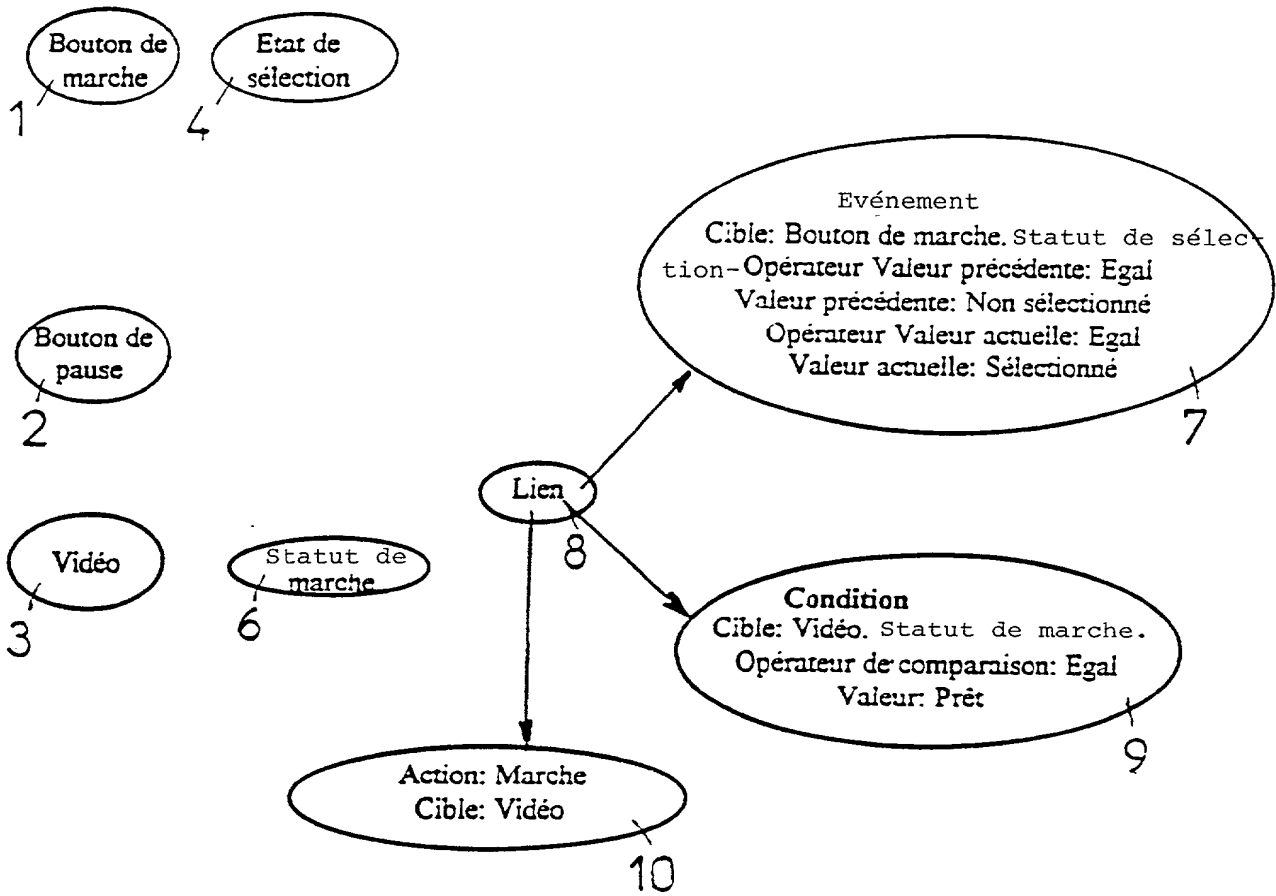 Bouton de
marche
1
Etat de
sélection
4
Evénement
Cible: Bouton de marche. Statut de sélec-
tion-Opérateur Valeur précédente: Egal
Valeur précédente: Non sélectionné
Opérateur Valeur actuelle: Egal
Valeur actuelle: Sélectionné
7
Bouton de
pause
2
Lien
8
Vidéo
3
Statut de
marche
6
Condition
Cible: Vidéo. Statut de marche.
Opérateur de comparaison: Egal
Valeur: Prêt
9
Action: Marche
Cible: Vidéo
10